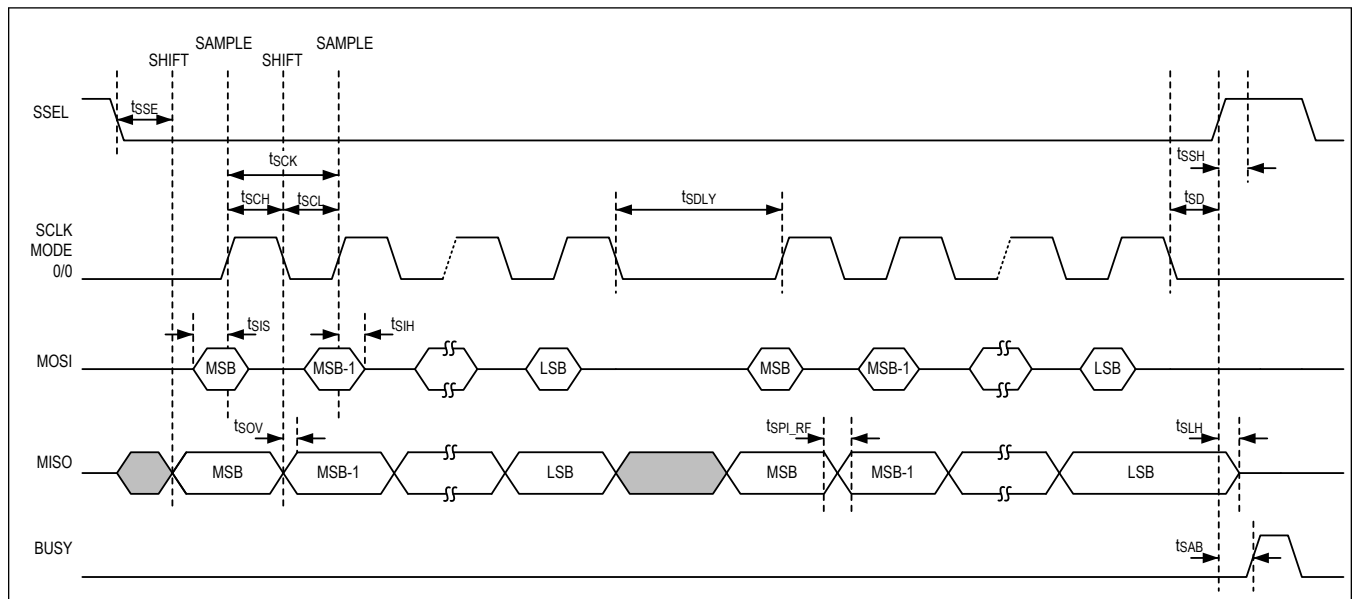 SAMPLE SAMPLE
SHIFT SHIFT
SSEL
tSSE
tSSH
tSCK
tSCH tSCL tSDLY tSD
SCLK
MODE
0/0
tSIS tSIH
MOSI MSB MSB-1 LSB MSB MSB-1 LSB
tSOV tSPI_RF tSLH
MISO MSB MSB-1 LSB MSB MSB-1 LSB
BUSY
tSAB